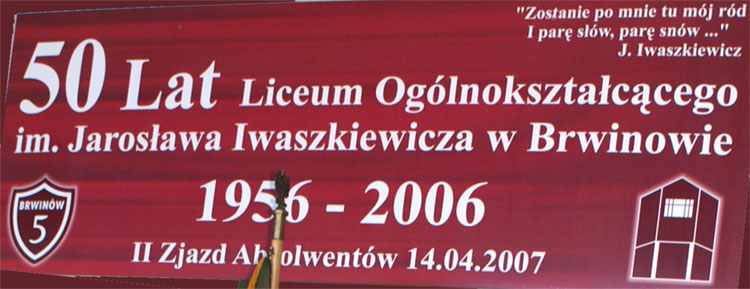 "Zostanie po mnie tu mój ród
I parę słów, parę snów ..."
J. Iwaszkiewicz
50 Lat Liceum Ogólnokształcącego
im. Jarosława Iwaszkiewicza w Brwinowie
1956 - 2006
BRWINÓW
5
II Zjazd Absolwentów 14.04.2007